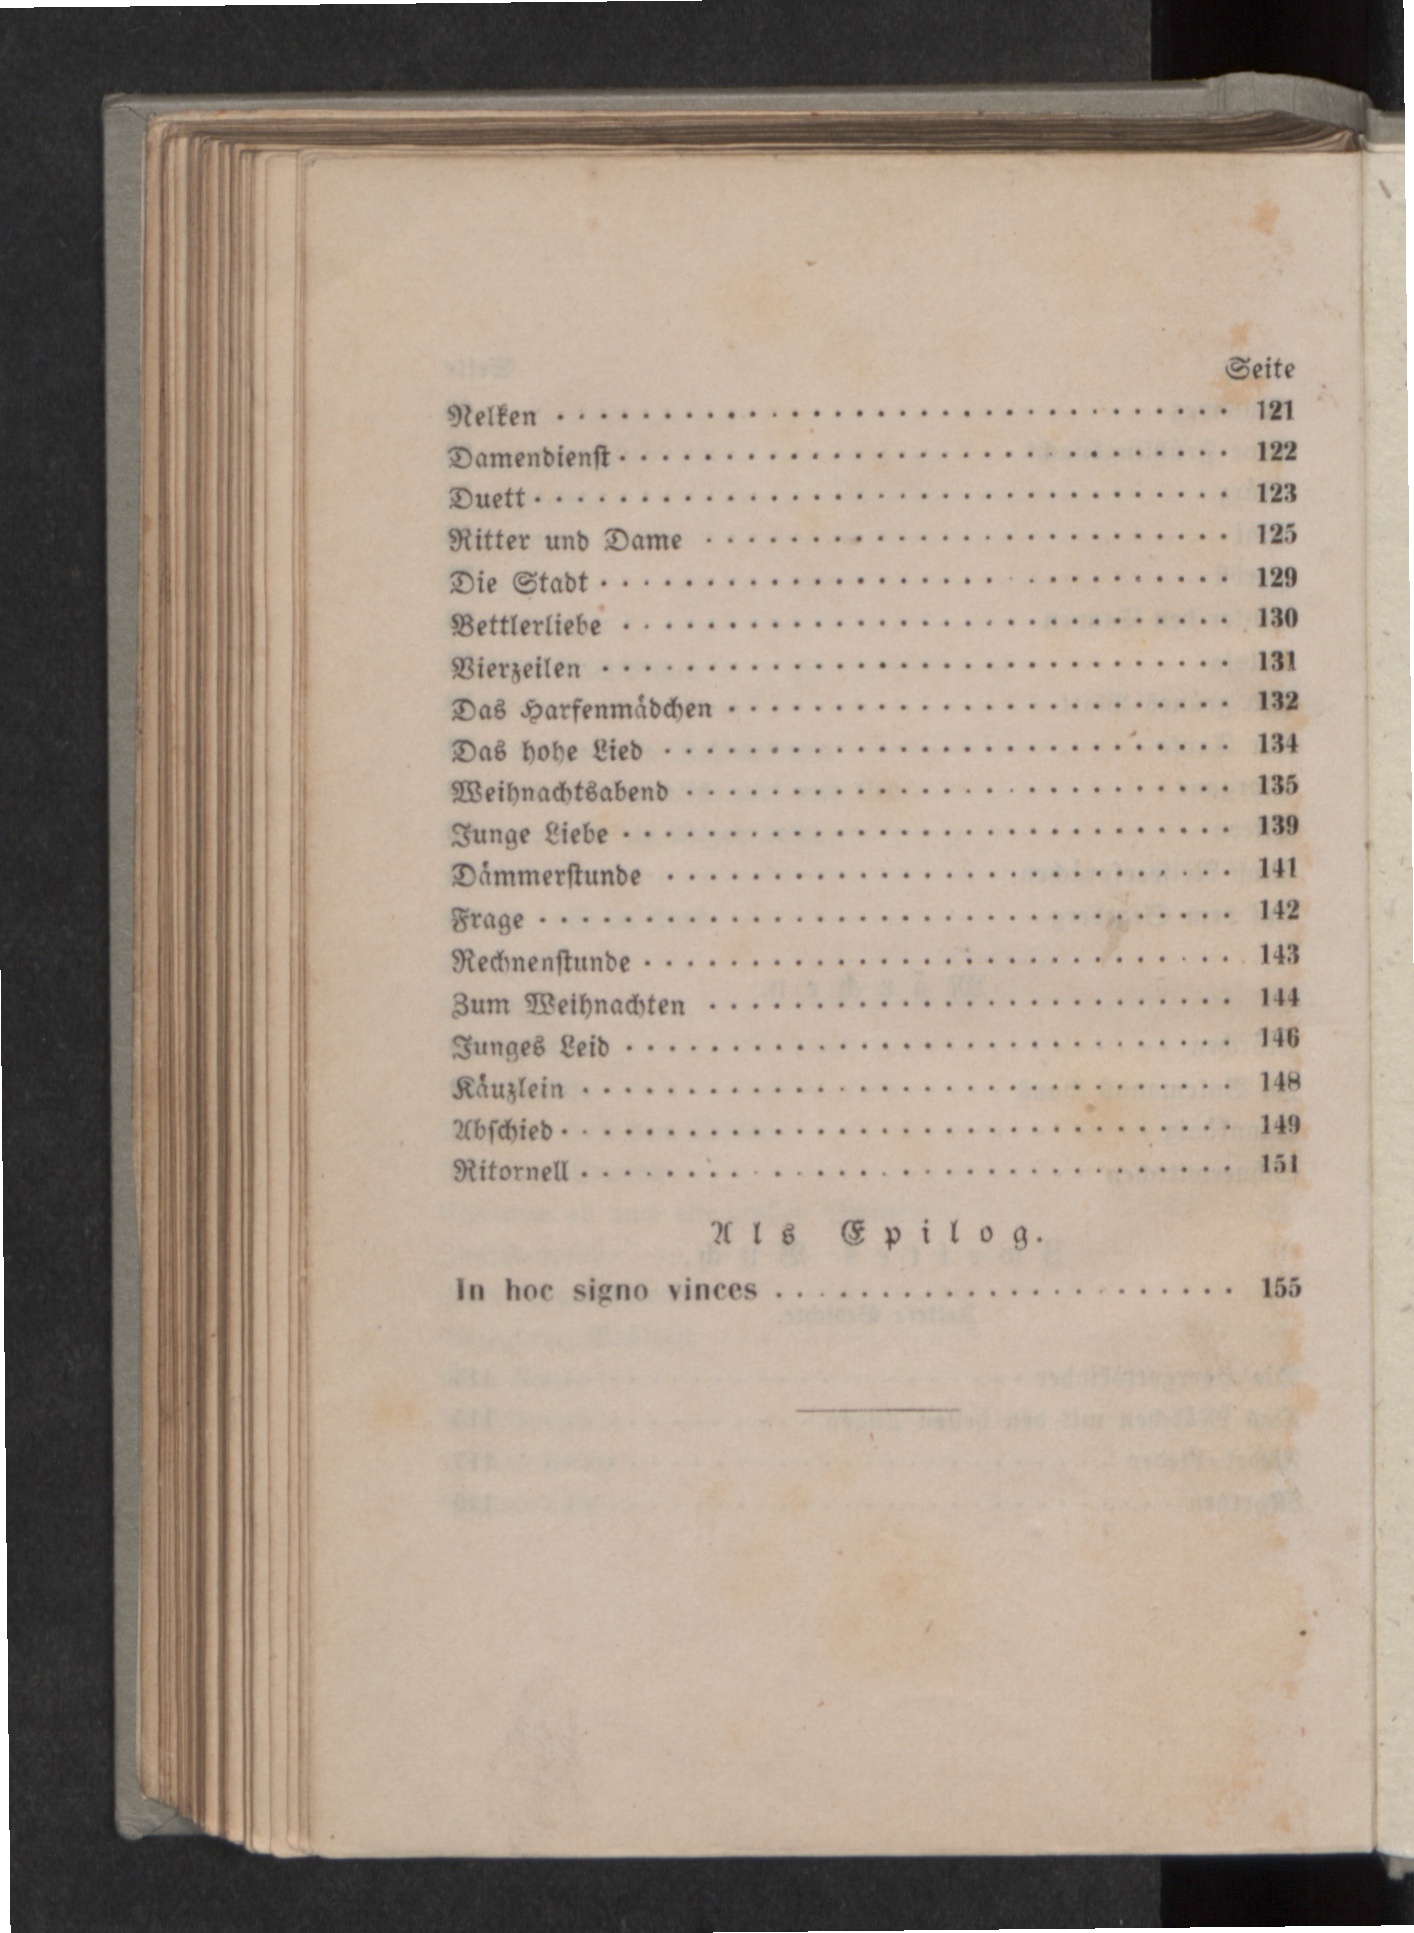 Seite
Nelken . . . . . . . . . . . . . . . . . . . . . . . . . . . . . . . . 121
Damendienst . . . . . . . . . . . . . . . . . . . . . . . . . . . . . 122
Duett . . . . . . . . . . . . . . . . . . . . . . . . . . . . . . . . . 123
Ritter und Dame . . . . . . . . . . . . . . . . . . . . . . . . . 125
Die Stadt . . . . . . . . . . . . . . . . . . . . . . . . . . . . . . 129
Bettlerliebe . . . . . . . . . . . . . . . . . . . . . . . . . . . . . 130
Vierzeilen . . . . . . . . . . . . . . . . . . . . . . . . . . . . . . 131
Das Harfenmädchen . . . . . . . . . . . . . . . . . . . . . . . . 132
Das hohe Lied . . . . . . . . . . . . . . . . . . . . . . . . . . . 134
Weihnachtsabend . . . . . . . . . . . . . . . . . . . . . . . . . . 135
Junge Liebe . . . . . . . . . . . . . . . . . . . . . . . . . . . . . 139
Dämmerstunde . . . . . . . . . . . . . . . . . . . . . . . . . . . 141
Frage . . . . . . . . . . . . . . . . . . . . . . . . . . . . . . . . . 142
Rechnenstunde . . . . . . . . . . . . . . . . . . . . . . . . . . . . 143
Zum Weihnachten . . . . . . . . . . . . . . . . . . . . . . . . . 144
Junges Leid . . . . . . . . . . . . . . . . . . . . . . . . . . . . . 146
Käuzlein . . . . . . . . . . . . . . . . . . . . . . . . . . . . . . . 148
Abschied . . . . . . . . . . . . . . . . . . . . . . . . . . . . . . . . 149
Ritornell . . . . . . . . . . . . . . . . . . . . . . . . . . . . . . . 151
Als Epilog.
In hoc signo vinces . . . . . . . . . . . . . . . . . . . . . . 155